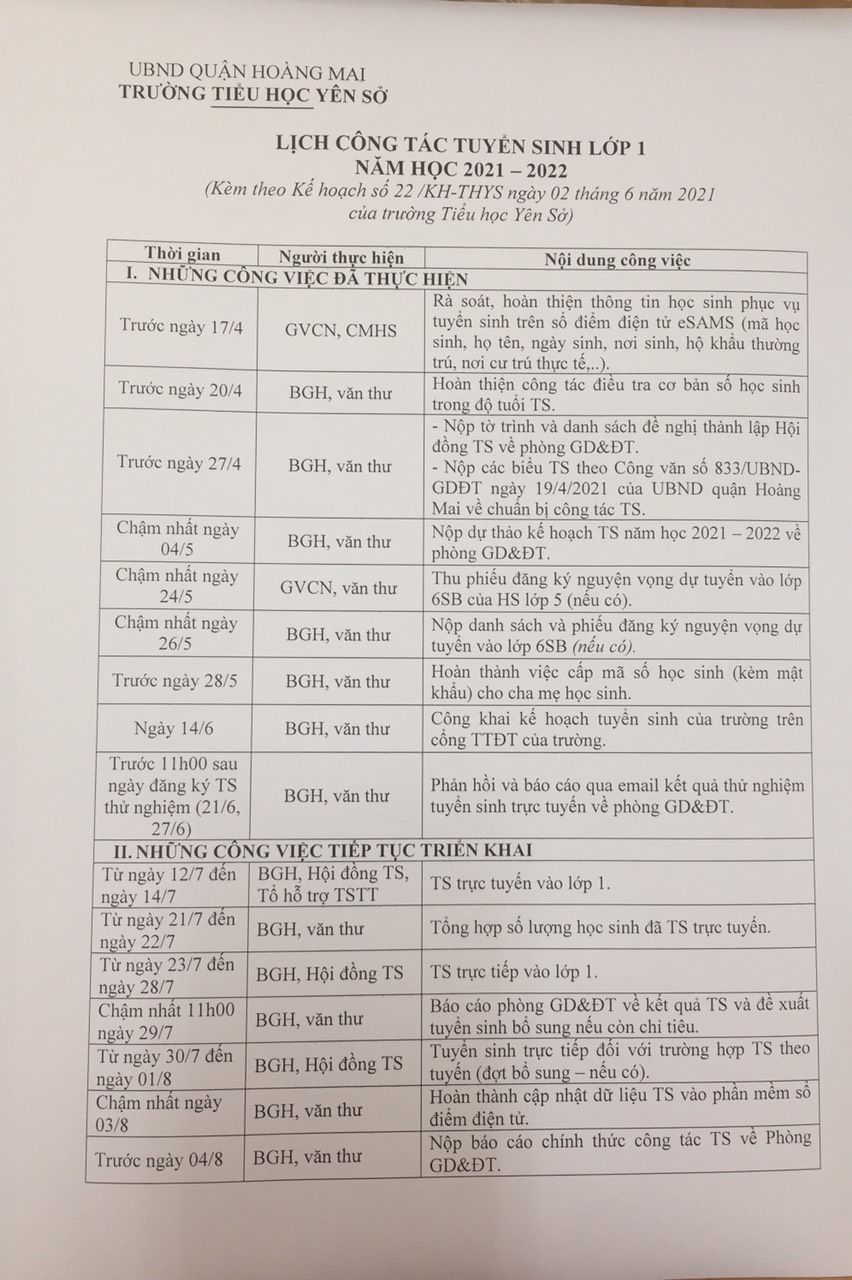 UBND QUẬN HOÀNG MAI
TRƯỜNG TIỂU HỌC YÊN SỞ
LỊCH CÔNG TÁC TUYỂN SINH LỚP 1
NĂM HỌC 2021 – 2022
(Kèm theo Kế hoạch số 22 /KH-THYS ngày 02 tháng 6 năm 2021
của trường Tiểu học Yên Sở)
Thời gian
Người thực hiện
Nội dung công việc
I. NHỮNG CÔNG VIỆC ĐÃ THỰC HIỆN
Trước ngày 17/4
GVCN, CMHS
Rà soát, hoàn thiện thông tin học sinh phục vụ
tuyển sinh trên sổ điểm điện tử eSAMS (mã học
sinh, họ tên, ngày sinh, nơi sinh, hộ khẩu thường
trú, nơi cư trú thực tế,..).
Trước ngày 20/4
BGH, văn thư
Hoàn thiện công tác điều tra cơ bản số học sinh
trong độ tuổi TS.
Trước ngày 27/4
BGH, văn thư
- Nộp tờ trình và danh sách đề nghị thành lập Hội
đồng TS về phòng GD&ĐT.
- Nộp các biểu TS theo Công văn số 833/UBND-
GDĐT ngày 19/4/2021 của UBND quận Hoàng
Mai về chuẩn bị công tác TS.
Chậm nhất ngày
04/5
BGH, văn thư
Nộp dự thảo kế hoạch TS năm học 2021 – 2022 về
phòng GD&ĐT.
Chậm nhất ngày
24/5
GVCN, văn thư
Thu phiếu đăng ký nguyện vọng dự tuyển vào lớp
6SB của HS lớp 5 (nếu có).
Chậm nhất ngày
26/5
BGH, văn thư
Nộp danh sách và phiếu đăng ký nguyện vọng dự
tuyển vào lớp 6SB (nếu có).
Trước ngày 28/5
BGH, văn thư
Hoàn thành việc cấp mã số học sinh (kèm mật
khẩu) cho cha mẹ học sinh.
Ngày 14/6
BGH, văn thư
Công khai kế hoạch tuyển sinh của trường trên
cổng TTĐT của trường.
Trước 11h00 sau
ngày đăng ký TS
thử nghiệm (21/6,
27/6)
BGH, văn thư
Phản hồi và báo cáo qua email kết quả thử nghiệm
tuyển sinh trực tuyến về phòng GD&ĐT.
II. NHỮNG CÔNG VIỆC TIẾP TỤC TRIỂN KHAI
Từ ngày 12/7 đến
ngày 14/7
BGH, Hội đồng TS,
Tổ hỗ trợ TSTT
TS trực tuyến vào lớp 1.
Từ ngày 21/7 đến
ngày 22/7
BGH, văn thư
Tổng hợp số lượng học sinh đã TS trực tuyến.
Từ ngày 23/7 đến
ngày 28/7
BGH, Hội đồng TS
TS trực tiếp vào lớp 1.
Chậm nhất 11h00
ngày 29/7
BGH, văn thư
Báo cáo phòng GD&ĐT về kết quả TS và đề xuất
tuyển sinh bổ sung nếu còn chỉ tiêu.
Từ ngày 30/7 đến
ngày 01/8
BGH, Hội đồng TS
Tuyển sinh trực tiếp đối với trường hợp TS theo
tuyến (đợt bổ sung – nếu có).
Chậm nhất ngày
03/8
BGH, văn thư
Hoàn thành cập nhật dữ liệu TS vào phần mềm sổ
điểm điện tử.
Trước ngày 04/8
BGH, văn thư
Nộp báo cáo chính thức công tác TS về Phòng
GD&ĐT.